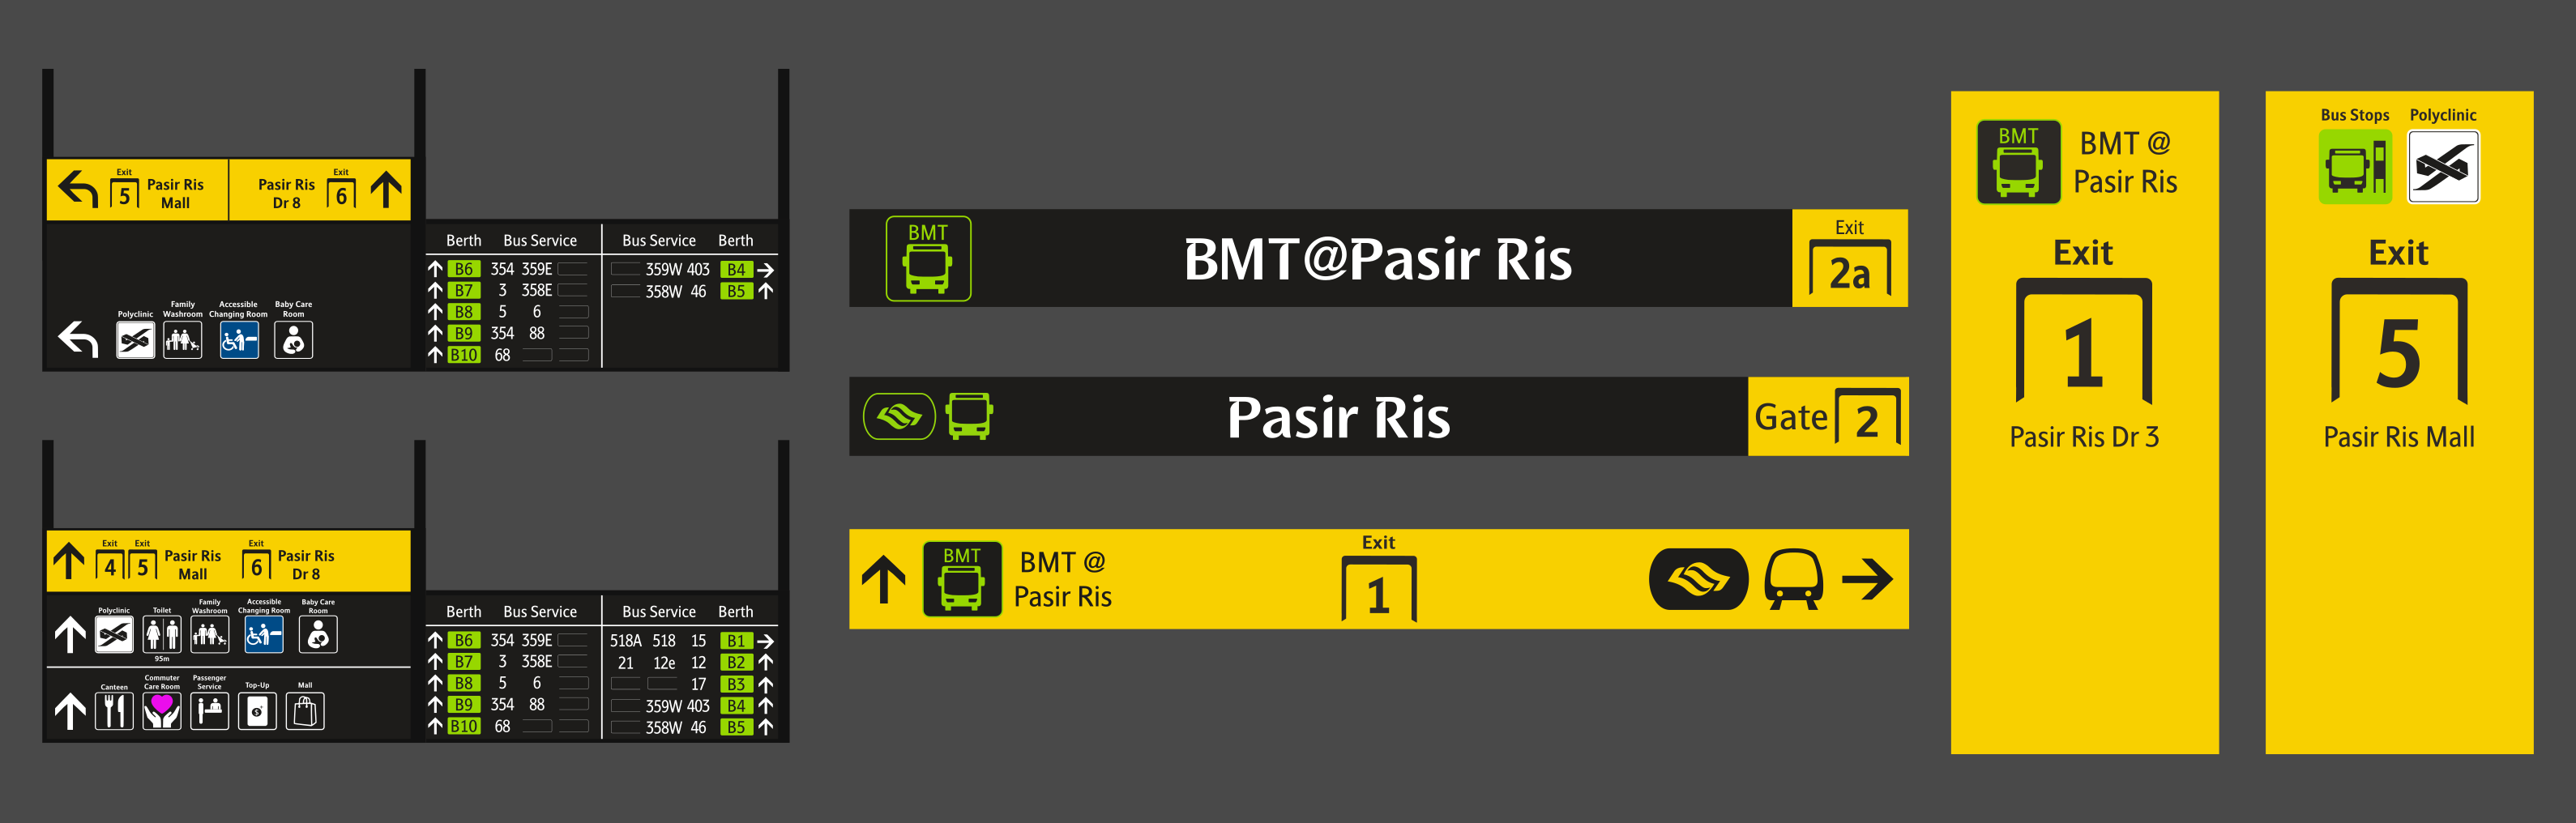 Exit
5
Pasir Ris
Mall
Pasir Ris
Dr 8
Exit
6
Polyclinic
Family
Washroom
Accessible
Changing Room
Baby Care
Room
Berth Bus Service
B6 354 359E
B7 3 358E
B8 5 6
B9 354 88
B10 68
Bus Service Berth
359W 403 B4
358W 46 B5
Exit Exit
4 5
Pasir Ris
Mall
Exit
6
Pasir Ris
Dr 8
Polyclinic
Toilet
95m
Family
Washroom
Accessible
Changing Room
Baby Care
Room
Canteen
Commuter
Care Room
Passenger
Service
Top-Up
$
Mall
Berth Bus Service
B6 354 359E
B7 3 358E
B8 5 6
B9 354 88
B10 68
Bus Service Berth
518A 518 15 B1
21 12e 12 B2
17 B3
359W 403 B4
358W 46 B5
BMT
BMT@Pasir Ris
Exit
2a
Pasir Ris
Gate 2
BMT
BMT @
Pasir Ris
Exit
1
BMT
BMT @
Pasir Ris
Exit
1
Pasir Ris Dr 3
Bus Stops Polyclinic
Exit
5
Pasir Ris Mall